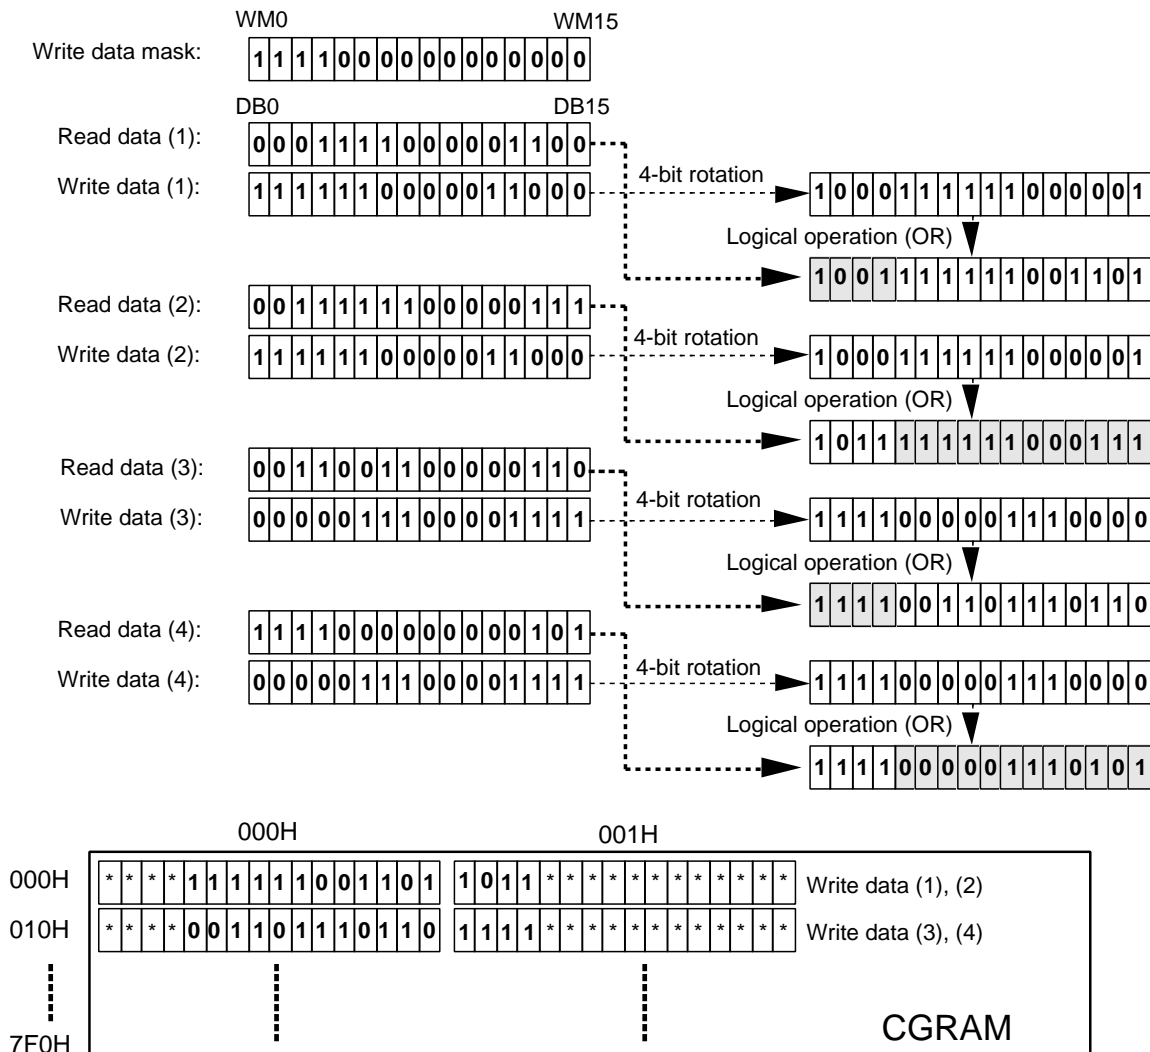 WM0 WM15
Write data mask: 1 1 1 1 0 0 0 0 0 0 0 0 0 0 0 0
DB0 DB15
Read data (1): 0 0 0 1 1 1 1 0 0 0 0 0 1 1 0 0
Write data (1): 1 1 1 1 1 1 0 0 0 0 0 1 1 0 0 0 4-bit rotation 1 0 0 0 1 1 1 1 1 1 0 0 0 0 0 1
Logical operation (OR)
1 0 0 1 1 1 1 1 1 1 0 0 1 1 0 1
Read data (2): 0 0 1 1 1 1 1 1 0 0 0 0 0 1 1 1
Write data (2): 1 1 1 1 1 1 0 0 0 0 0 1 1 0 0 0 4-bit rotation 1 0 0 0 1 1 1 1 1 1 0 0 0 0 0 1
Logical operation (OR)
1 0 1 1 1 1 1 1 1 1 0 0 0 1 1 1
Read data (3): 0 0 1 1 0 0 1 1 0 0 0 0 0 1 1 0
Write data (3): 0 0 0 0 0 1 1 1 0 0 0 0 1 1 1 1 4-bit rotation 1 1 1 1 0 0 0 0 0 1 1 1 0 0 0 0
Logical operation (OR)
1 1 1 1 0 0 1 1 0 1 1 1 0 1 1 0
Read data (4): 1 1 1 1 0 0 0 0 0 0 0 0 0 1 0 1
Write data (4): 0 0 0 0 0 1 1 1 0 0 0 0 1 1 1 1 4-bit rotation 1 1 1 1 0 0 0 0 0 1 1 1 0 0 0 0
Logical operation (OR)
1 1 1 1 0 0 0 0 0 1 1 1 0 1 0 1
000H 001H
000H * * * * 1 1 1 1 1 1 0 0 1 1 0 1 1 0 1 1 * * * * * * * * * * * * Write data (1), (2)
010H * * * * 0 0 1 1 0 1 1 1 0 1 1 0 1 1 1 1 * * * * * * * * * * * * Write data (3), (4)
CGRAM
7F0H